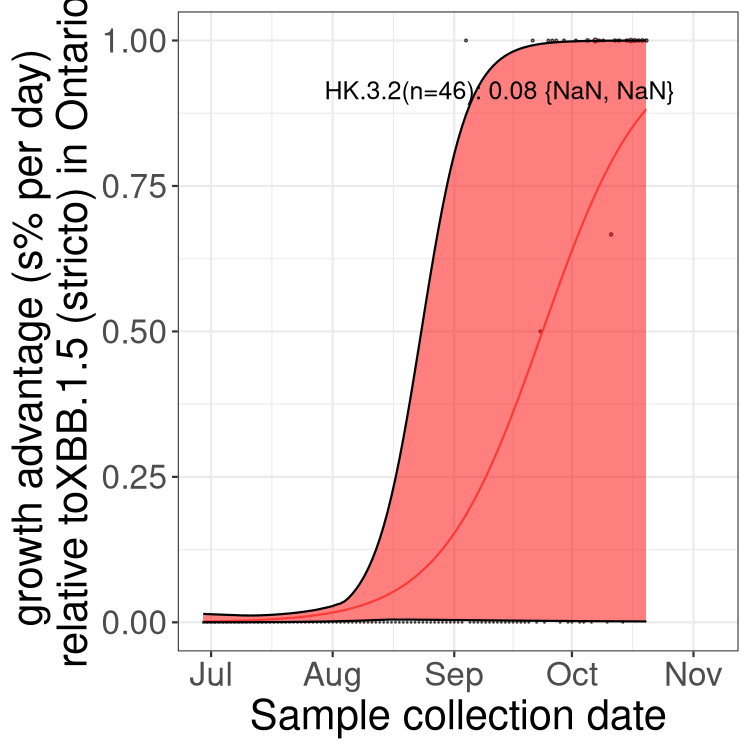 growth advantage (s% per day)
relative toXBB.1.5 (stricto) in Ontario
1.00
0.75
0.50
0.25
0.00
HK.3.2(n=46): 0.08 {NaN, NaN}
Jul Aug Sep Oct Nov
Sample collection date